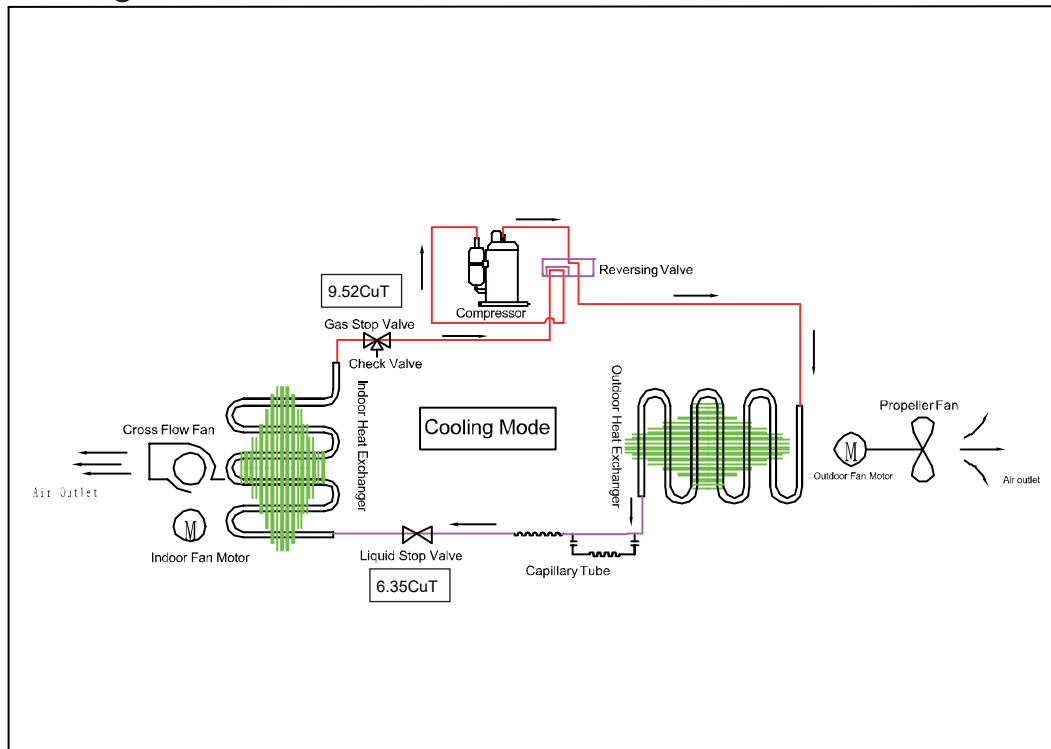 Reversing Valve
9.52CuT
Compressor
Gas Stop Valve
Check Valve
Indoor Heat Exchanger
Outdoor Heat Exchanger
Cooling Mode
Propeller Fan
Cross Flow Fan
M
Outdoor Fan Motor
Air outlet
Air Outlet
M
Indoor Fan Motor
Liquid Stop Valve
Capillary Tube
6.35CuT